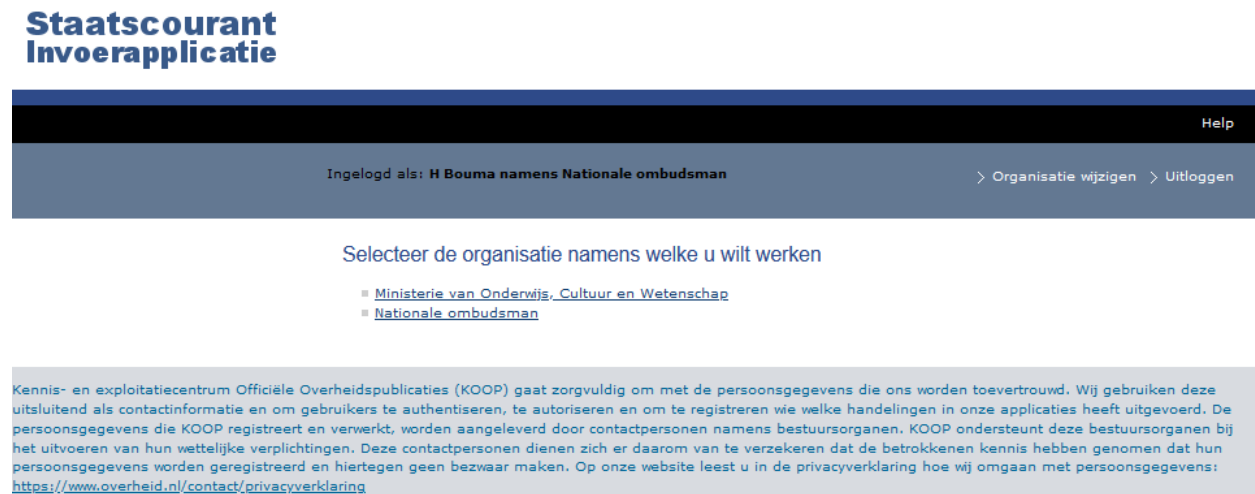 Staatscourant
Invoerapplicatie
Help
Ingelogd als: H Bouma namens Nationale ombudsman
Organisatie wijzigen
Uitloggen
Selecteer de organisatie namens welke u wilt werken
Ministerie van Onderwijs, Cultuur en Wetenschap
Nationale ombudsman
Kennis- en exploitatiecentrum Officiële Overheidspublicaties (KOOP) gaat zorgvuldig om met de persoonsgegevens die ons worden toevertrouwd. Wij gebruiken deze
uitsluitend als contactinformatie en om gebruikers te authentiseren, te autoriseren en om te registreren wie welke handelingen in onze applicaties heeft uitgevoerd. De
persoonsgegevens die KOOP registreert en verwerkt, worden aangeleverd door contactpersonen namens bestuursorganen. KOOP ondersteunt deze bestuursorganen bij
het uitvoeren van hun wettelijke verplichtingen. Deze contactpersonen dienen zich er daarom van te verzekeren dat de betrokkenen kennis hebben genomen dat hun
persoonsgegevens worden geregistreerd en hiertegen geen bezwaar maken. Op onze website leest u in de privacyverklaring hoe wij omgaan met persoonsgegevens:
https://www.overheid.nl/contact/privacyverklaring